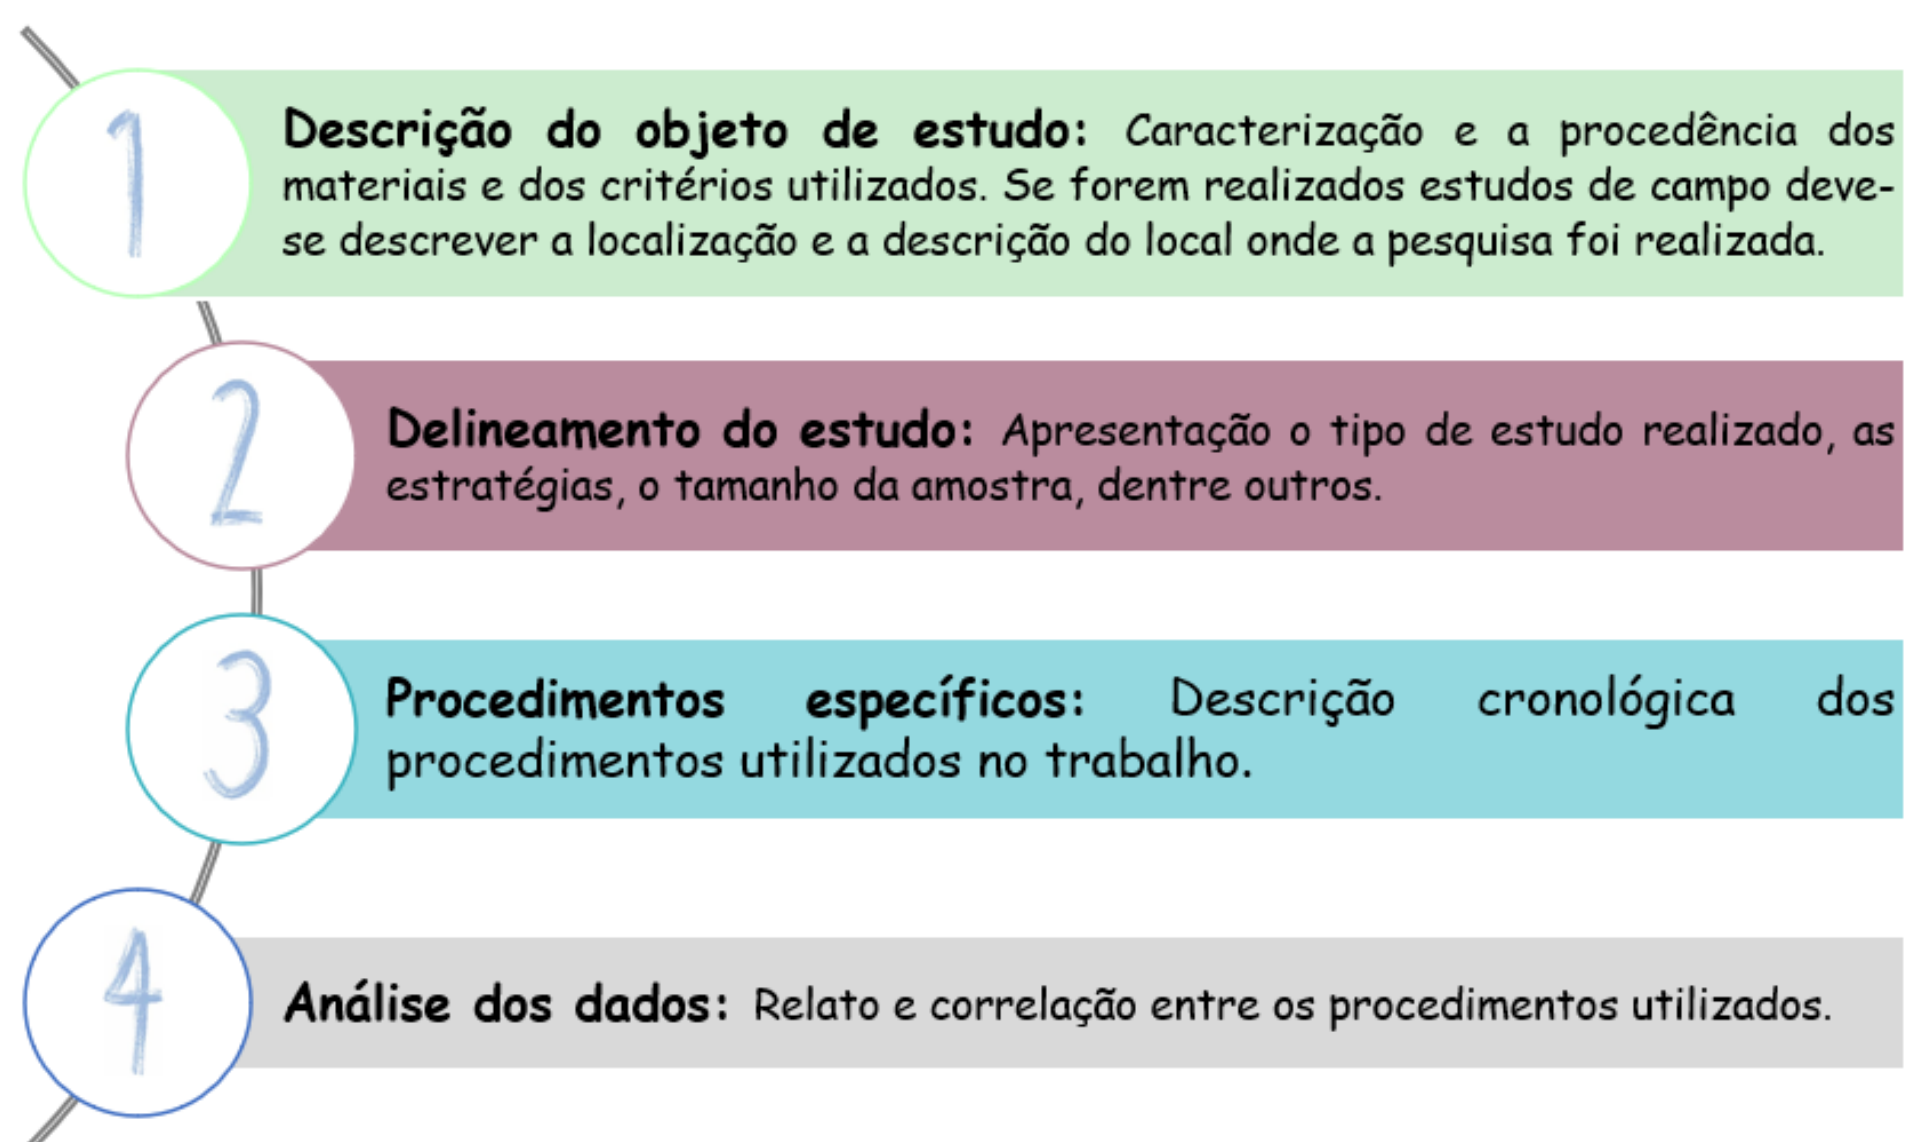 1
Descrição do objeto de estudo: Caracterização e a procedência dos
materiais e dos critérios utilizados. Se forem realizados estudos de campo deve-
se descrever a localização e a descrição do local onde a pesquisa foi realizada.
2
Delineamento do estudo: Apresentação o tipo de estudo realizado, as
estratégias, o tamanho da amostra, dentre outros.
3
Procedimentos específicos: Descrição cronológica dos
procedimentos utilizados no trabalho.
4
Análise dos dados: Relato e correlação entre os procedimentos utilizados.